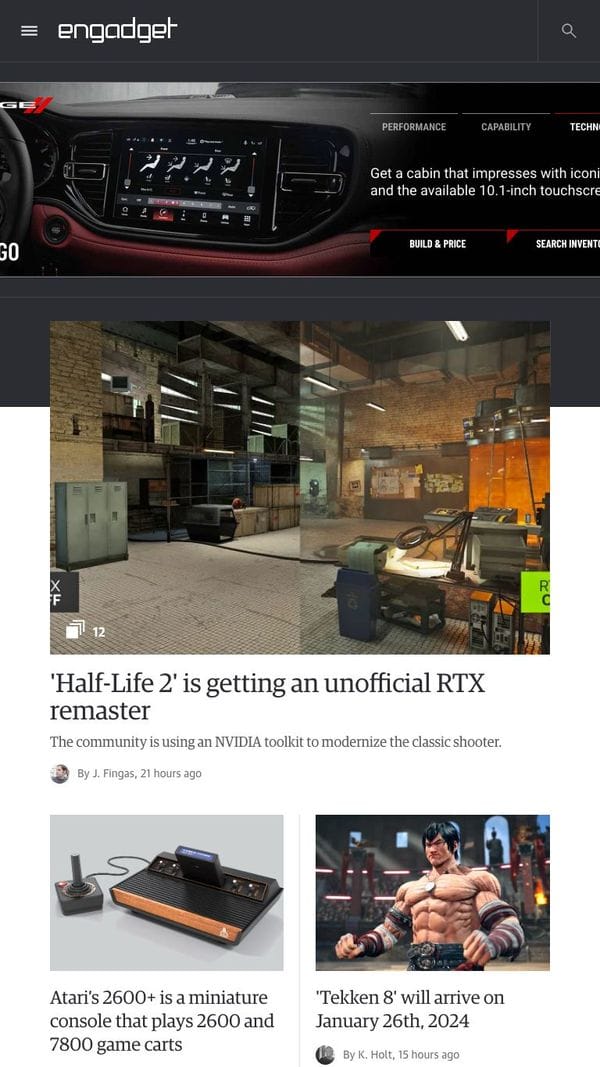 engadget
GE
PERFORMANCE CAPABILITY TECHN
Get a cabin that impresses with iconi
and the available 10.1-inch touchscre
GO
BUILD & PRICE SEARCH INVENTO
X
FF
R
12
'Half-Life 2' is getting an unofficial RTX
remaster
The community is using an NVIDIA toolkit to modernize the classic shooter.
By J. Fingas, 21 hours ago
Atari's 2600+ is a miniature
console that plays 2600 and
7800 game carts
'Tekken 8' will arrive on
January 26th, 2024
By K. Holt, 15 hours ago